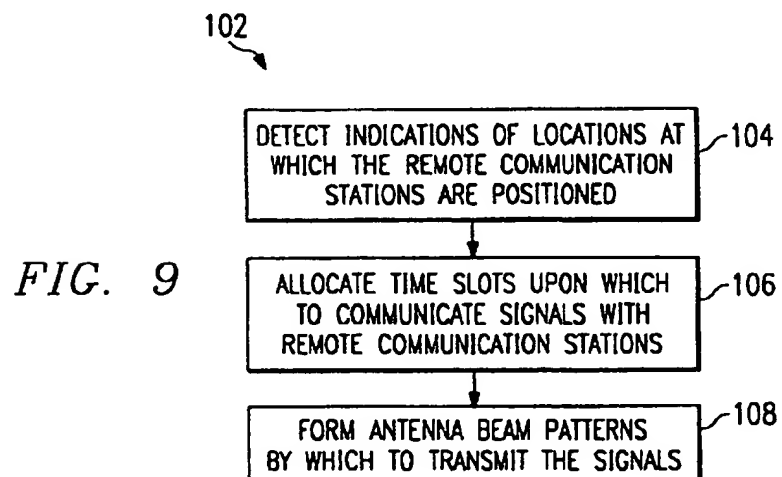 102
DETECT INDICATIONS OF LOCATIONS AT
WHICH THE REMOTE COMMUNICATION
STATIONS ARE POSITIONED
104
FIG. 9
ALLOCATE TIME SLOTS UPON WHICH
TO COMMUNICATE SIGNALS WITH
REMOTE COMMUNICATION STATIONS
106
FORM ANTENNA BEAM PATTERNS
BY WHICH TO TRANSMIT THE SIGNALS
108